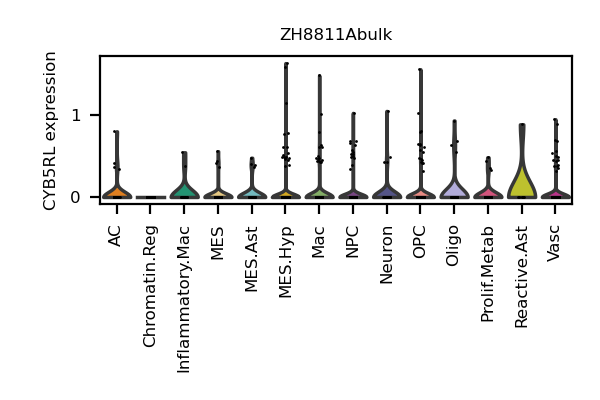 ZH8811Abulk
CYB5RL expression
1
0
AC
Chromatin.Reg
Inflammatory.Mac
MES
MES.Ast
MES.Hyp
Mac
NPC
Neuron
OPC
Oligo
Prolif.Metab
Reactive.Ast
Vasc